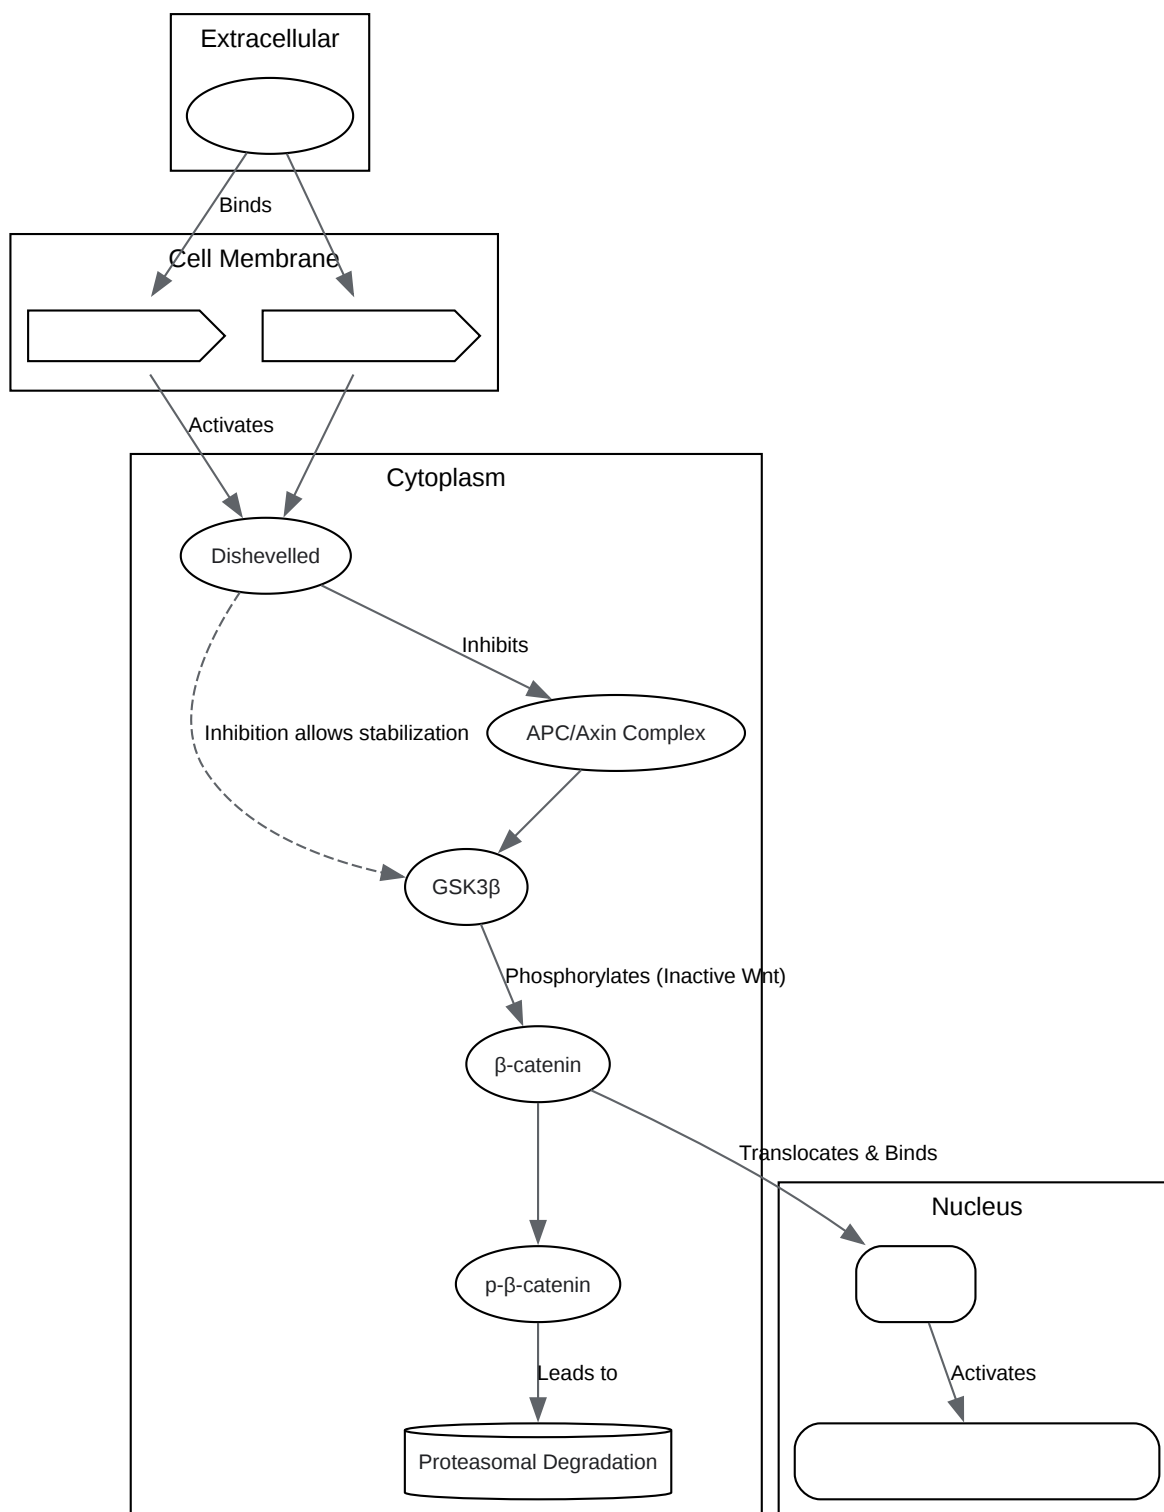 Extracellular
Binds
Cell Membrane
Activates
Cytoplasm
Dishevelled
Inhibits
Inhibition allows stabilization
APC/Axin Complex
GSK3β
Phosphorylates (Inactive Wnt)
β-catenin
Translocates & Binds
Nucleus
p-β-catenin
Leads to
Activates
Proteasomal Degradation